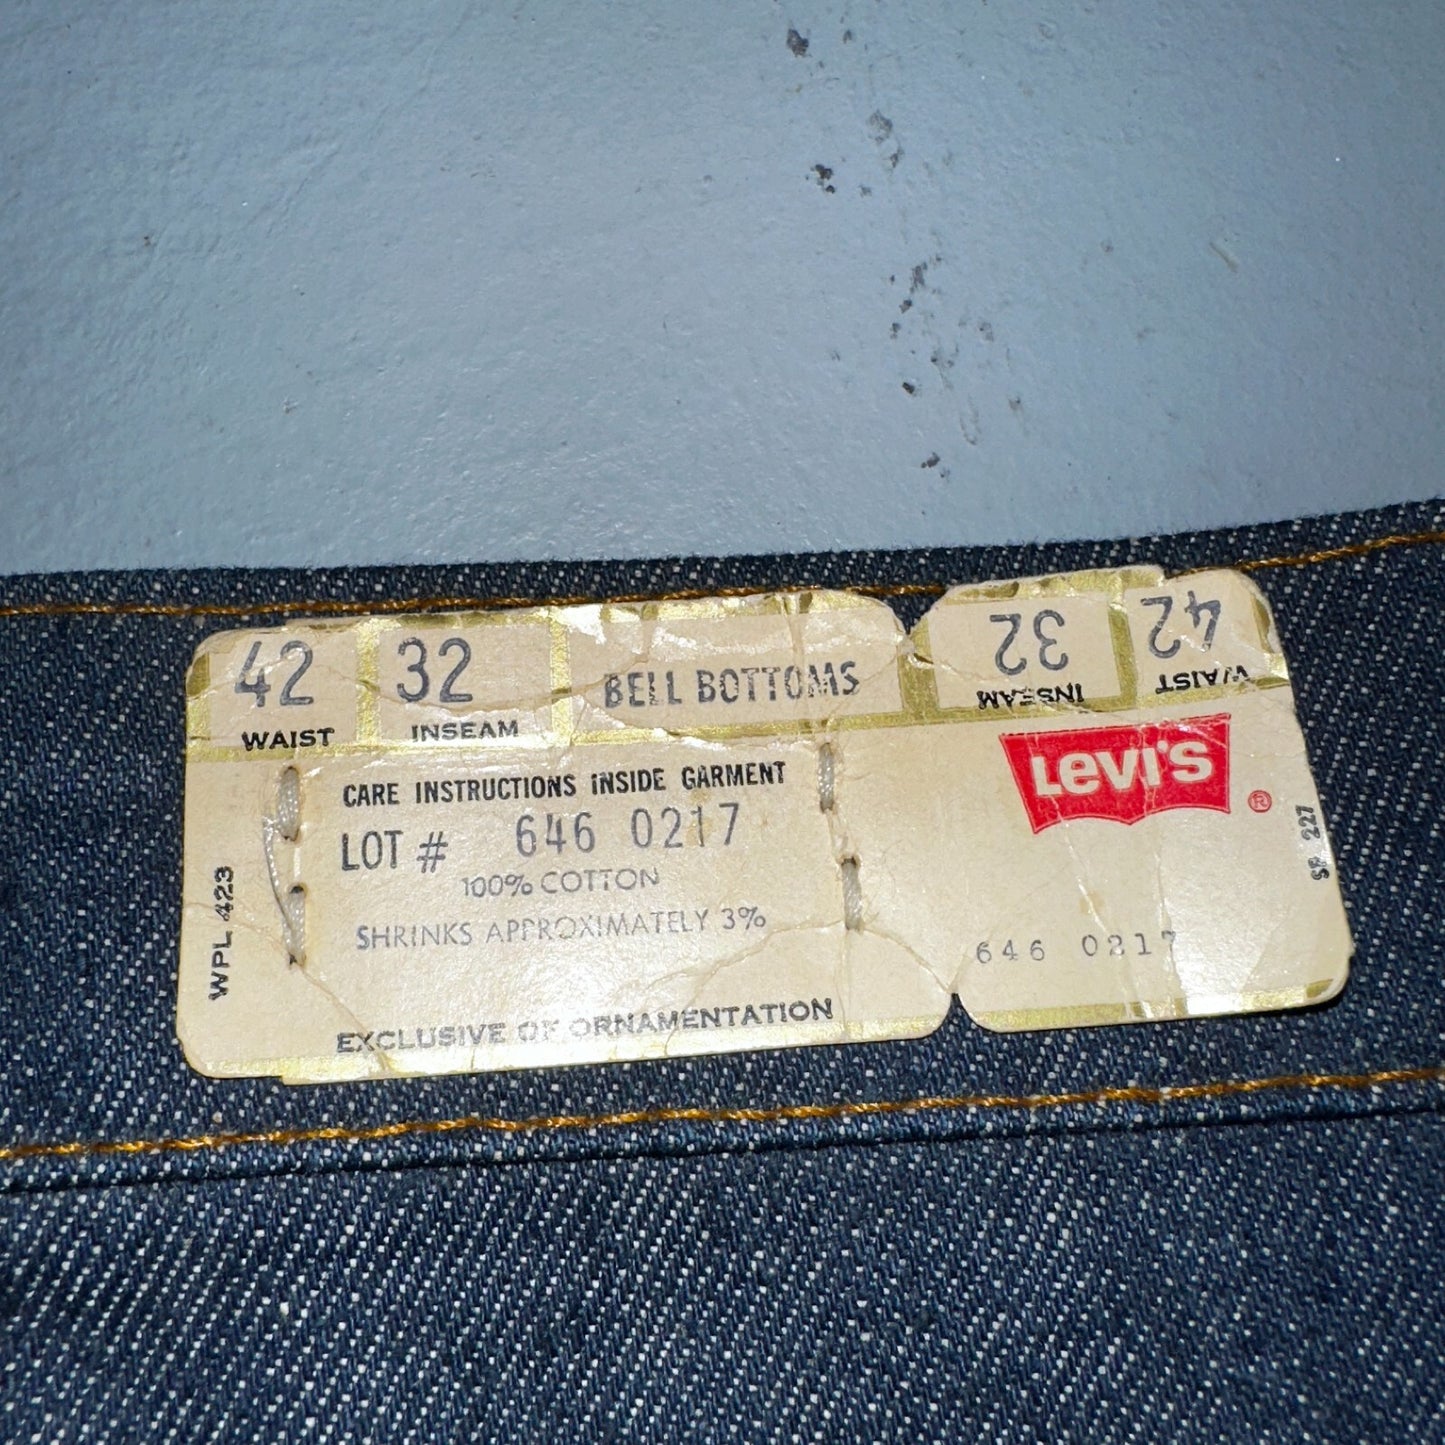 42 32 BELL BOTTOMS 32 42
WAIST INSEAM INSEAM WAIST
CARE INSTRUCTIONS INSIDE GARMENT
LOT # 646 0217
100% COTTON
SHRINKS APPROXIMATELY 3%
EXCLUSIVE OF ORNAMENTATION
WPL 423
LEVI'S ®
646 0217
SF 227